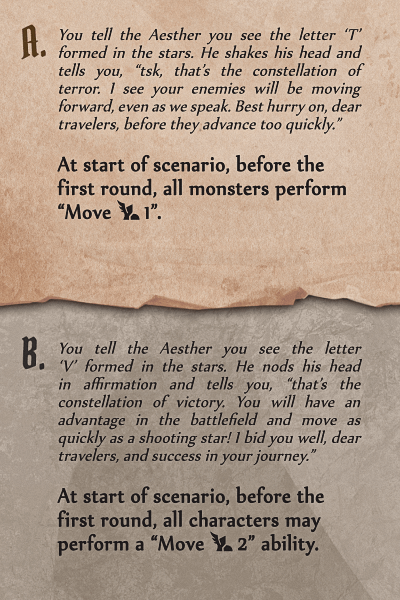 A.
You tell the Aesther you see the letter ‘T’
formed in the stars. He shakes his head and
tells you, “tsk, that’s the constellation of
terror. I see your enemies will be moving
forward, even as we speak. Best hurry on, dear
travelers, before they advance too quickly.”
At start of scenario, before the
first round, all monsters perform
“Move 1”.
B.
You tell the Aesther you see the letter
‘V’ formed in the stars. He nods his head
in affirmation and tells you, “that’s the
constellation of victory. You will have an
advantage in the battlefield and move as
quickly as a shooting star! I bid you well, dear
travelers, and success in your journey.”
At start of scenario, before the
first round, all characters may
perform a “Move 2” ability.